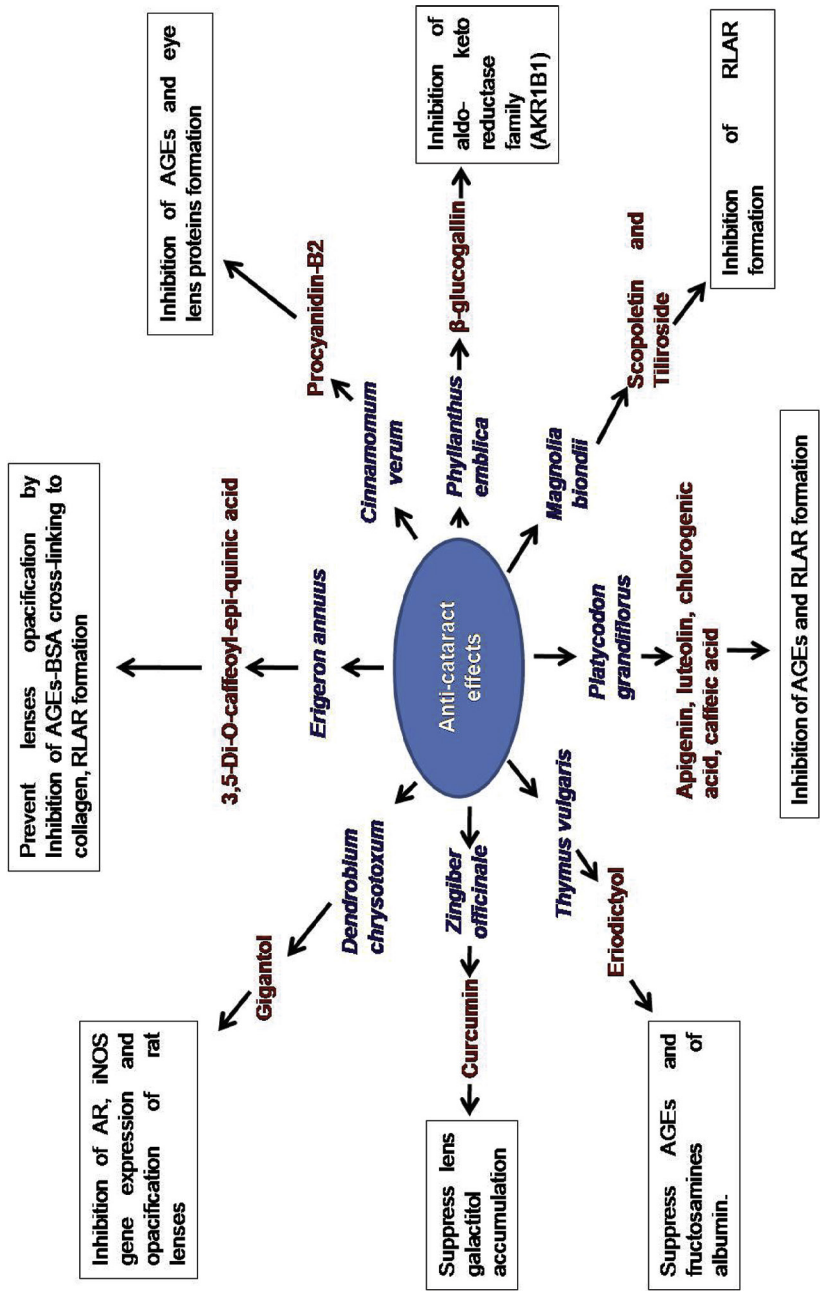 Prevent lenses opacification by
Inhibition of AGEs-BSA cross-linking to
collagen, RLAR formation
3,5-Di-O-caffeoyl-epi-quinic acid
Erigeron annuus
Inhibition of AGEs and eye
lens proteins formation
Procyanidin-B2
Cinnamomum
verum
Inhibition of
aldo- keto
reductase
family
(AKR1B1)
β-glucogallin
Phyllanthus
emblica
Inhibition of RLAR
formation
Scopoletin and
Tiliroside
Magnolia
biondii
Anti-cataract
effects
Platycodon
grandiflorus
Apigenin, luteolin, chlorogenic
acid, caffeic acid
Inhibition of AGEs and RLAR formation
Thymus vulgaris
Eriodictyol
Suppress AGEs and
fructosamines of
albumin.
Zingiber
officinale
Curcumin
Suppress lens
galactitol
accumulation
Dendrobium
chrysotoxum
Gigantol
Inhibition of AR, iNOS
gene expression and
opacification of rat
lenses